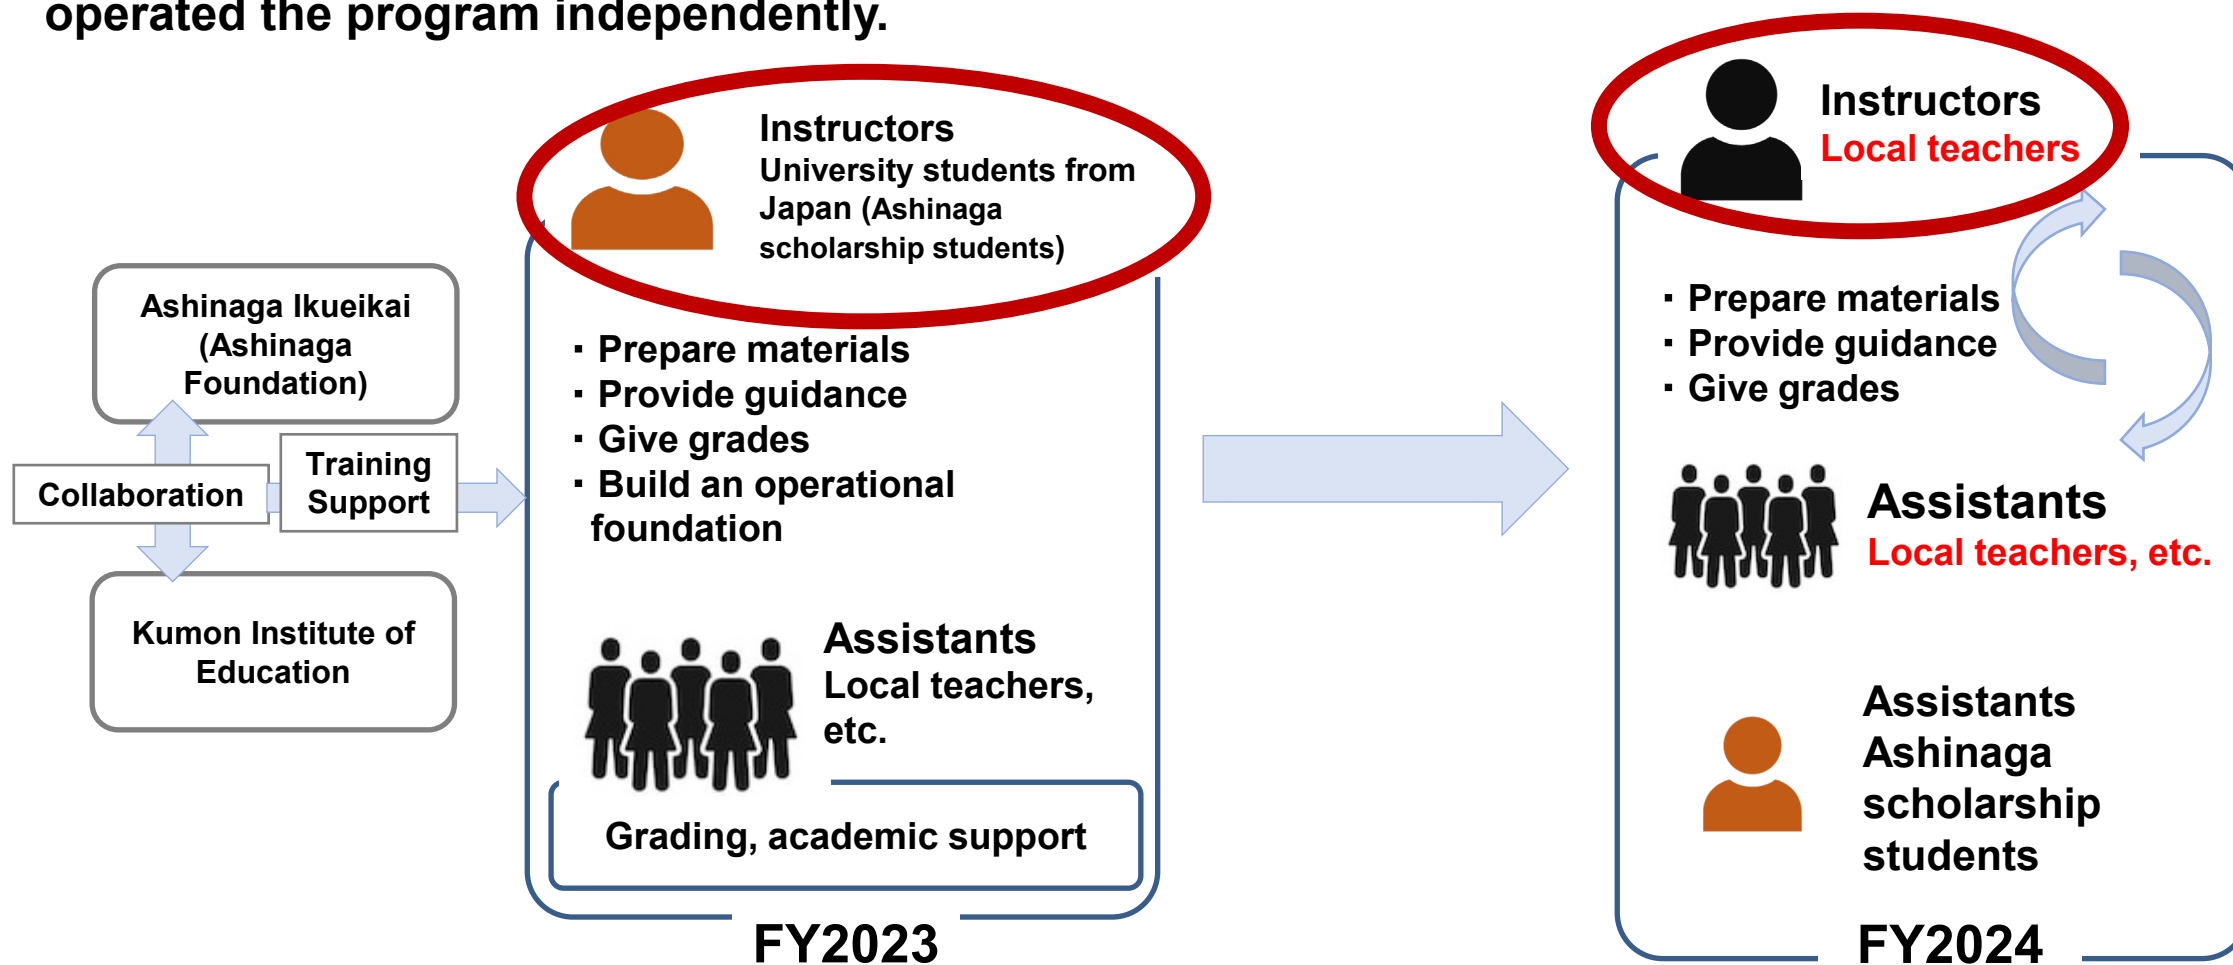 operated the program independently.
Ashinaga Ikueikai
(Ashinaga
Foundation)
Collaboration
Training
Support
Kumon Institute of
Education
Instructors
University students from
Japan (Ashinaga
scholarship students)
・Prepare materials
・Provide guidance
・Give grades
・Build an operational
foundation
Assistants
Local teachers,
etc.
Grading, academic support
FY2023
Instructors
Local teachers
・Prepare materials
・Provide guidance
・Give grades
Assistants
Local teachers, etc.
Assistants
Ashinaga
scholarship
students
FY2024